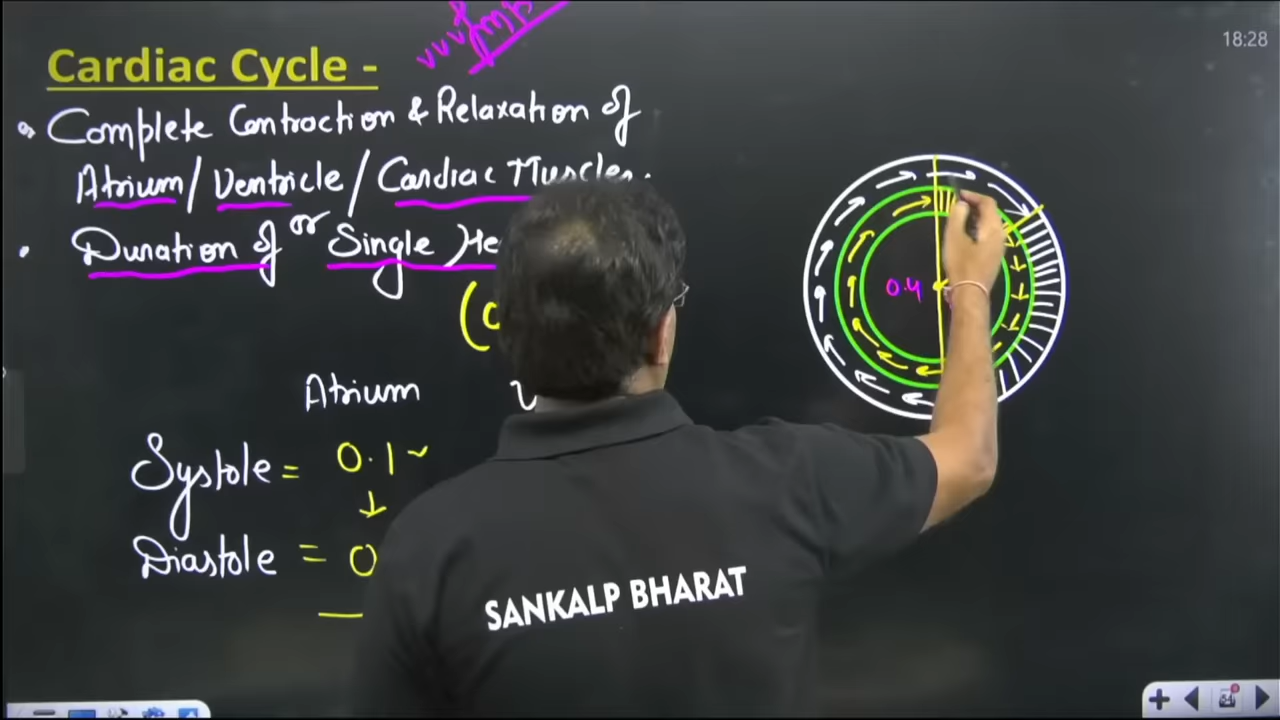 18:28
Cardiac Cycle -
Complete Contraction & Relaxation of
Atrium/Ventricle/Cardiac Muscles.
Duration of or Single
0.4
Atrium
Systole = 0.1
Diastole = 0
SANKALP BHARAT